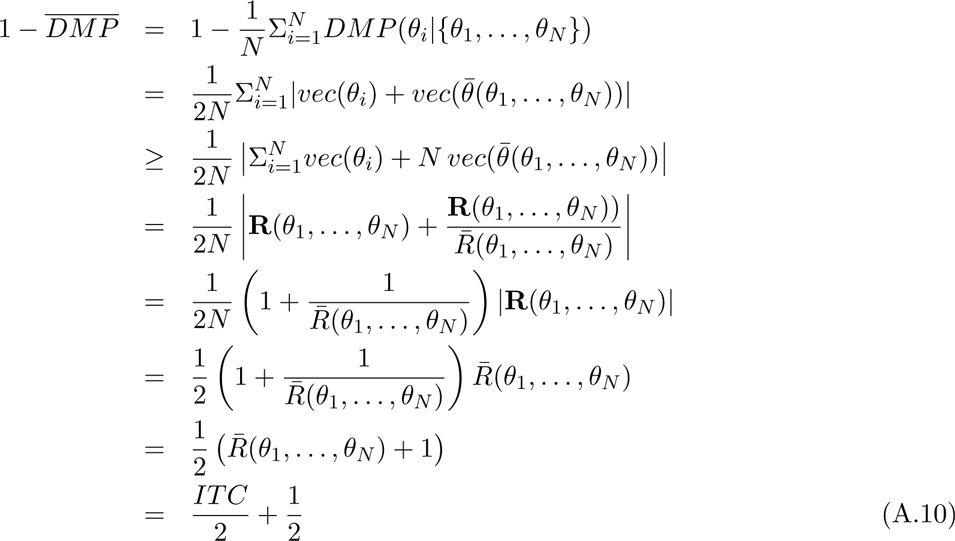 1 − \overline{DMP} = 1 − \frac{1}{N} Σ_{i=1}^{N} DMP(θ_i|{θ_1, . . . , θ_N})
= \frac{1}{2N} Σ_{i=1}^{N} |vec(θ_i) + vec(\bar{θ}(θ_1, . . . , θ_N))|
≥ \frac{1}{2N} |Σ_{i=1}^{N} vec(θ_i) + N vec(\bar{θ}(θ_1, . . . , θ_N))|
= \frac{1}{2N} |\mathbf{R}(θ_1, . . . , θ_N) + \frac{\mathbf{R}(θ_1, . . . , θ_N))}{\bar{R}(θ_1, . . . , θ_N)}|
= \frac{1}{2N} (1 + \frac{1}{\bar{R}(θ_1, . . . , θ_N)}) |\mathbf{R}(θ_1, . . . , θ_N)|
= \frac{1}{2} (1 + \frac{1}{\bar{R}(θ_1, . . . , θ_N)}) \bar{R}(θ_1, . . . , θ_N)
= \frac{1}{2} (\bar{R}(θ_1, . . . , θ_N) + 1)
= \frac{ITC}{2} + \frac{1}{2} (A.10)